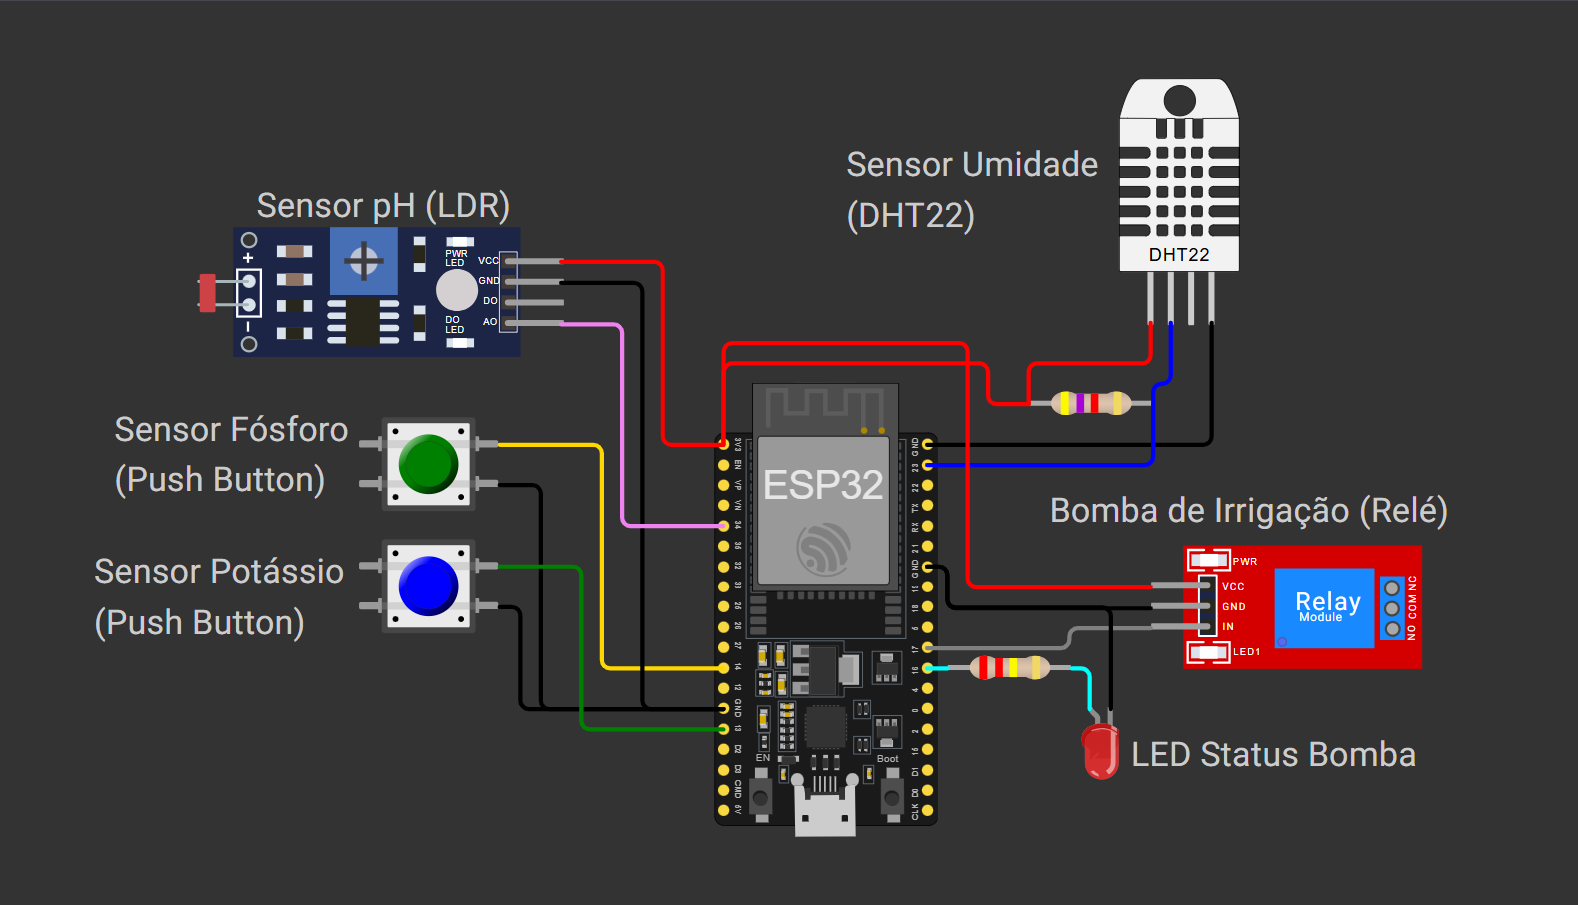 Sensor Umidade
(DHT22)
DHT22
Sensor pH (LDR)
+
PWR
LED
VCC
GND
DO
AO
DO
LED
Sensor Fósforo
(Push Button)
Sensor Potássio
(Push Button)
ESP32
3V3
EN
VP
VN
34
35
32
33
25
26
27
14
12
GND
13
D2
D3
CMD
5V
GND
23
22
TX
RX
21
GND
19
18
5
17
16
4
0
2
15
D1
D0
CLK
EN
Boot
Bomba de Irrigação (Relé)
PWR
VCC
GND
IN
LED1
Relay
Module
NO COM NC
LED Status Bomba